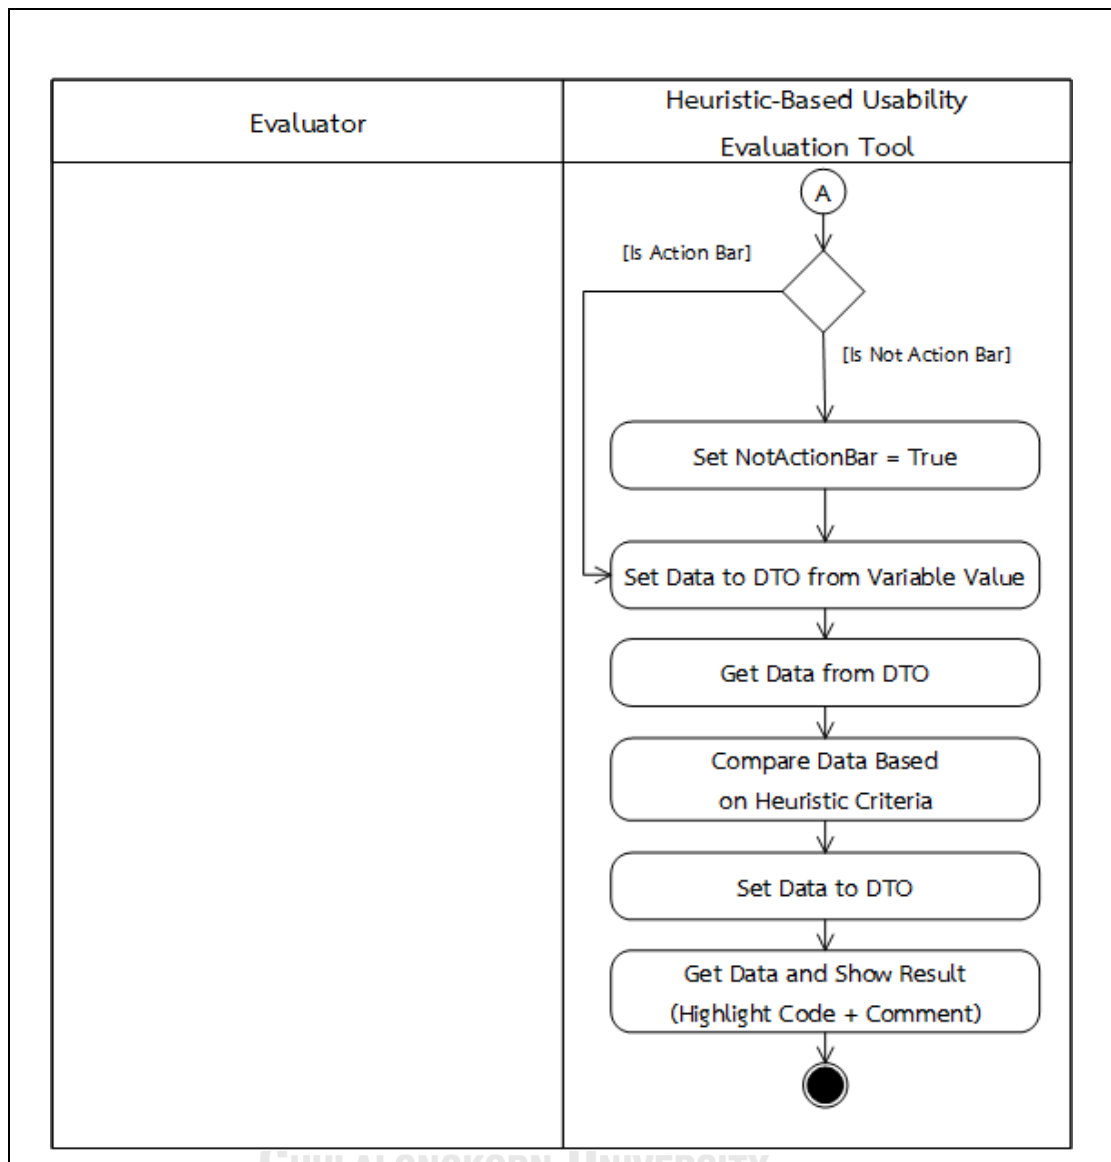 Evaluator
Heuristic-Based Usability
Evaluation Tool
A
[Is Action Bar]
[Is Not Action Bar]
Set NotActionBar = True
Set Data to DTO from Variable Value
Get Data from DTO
Compare Data Based
on Heuristic Criteria
Set Data to DTO
Get Data and Show Result
(Highlight Code + Comment)
CHULALONGKORN UNIVERSITY